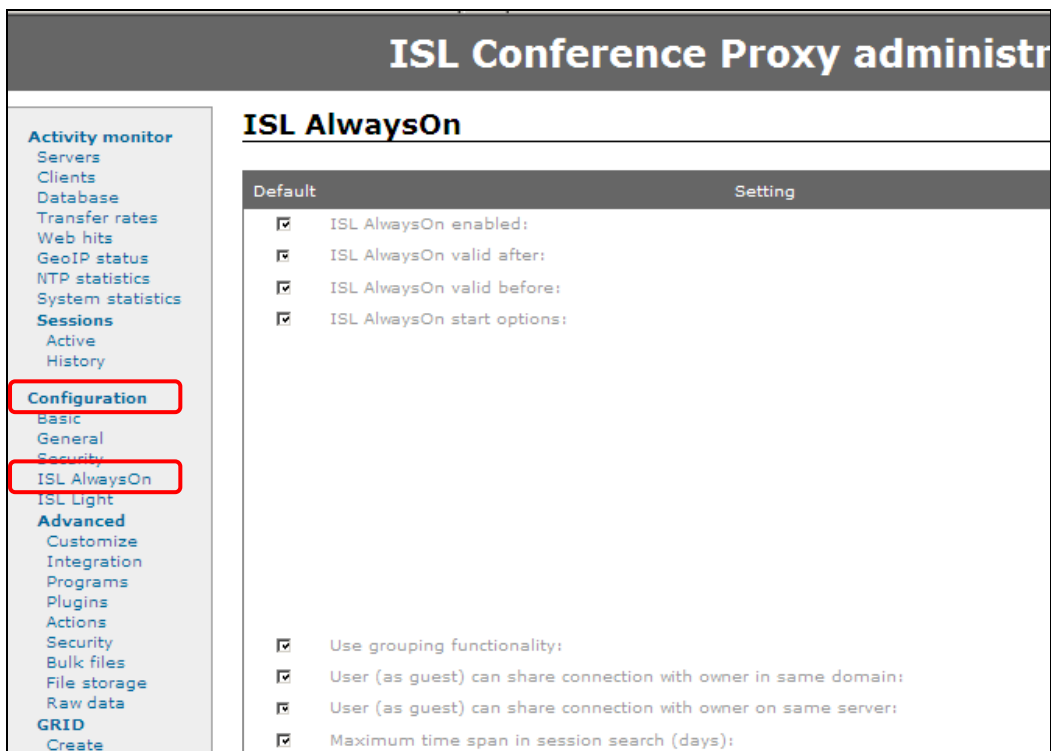 ISL Conference Proxy administr
Activity monitor
Servers
Clients
Database
Transfer rates
Web hits
GeoIP status
NTP statistics
System statistics
Sessions
Active
History
Configuration
Basic
General
Security
ISL AlwaysOn
ISL Light
Advanced
Customize
Integration
Programs
Plugins
Actions
Security
Bulk files
File storage
Raw data
GRID
Create
ISL AlwaysOn
Default Setting
ISL AlwaysOn enabled:
ISL AlwaysOn valid after:
ISL AlwaysOn valid before:
ISL AlwaysOn start options:
Use grouping functionality:
User (as guest) can share connection with owner in same domain:
User (as guest) can share connection with owner on same server:
Maximum time span in session search (days):